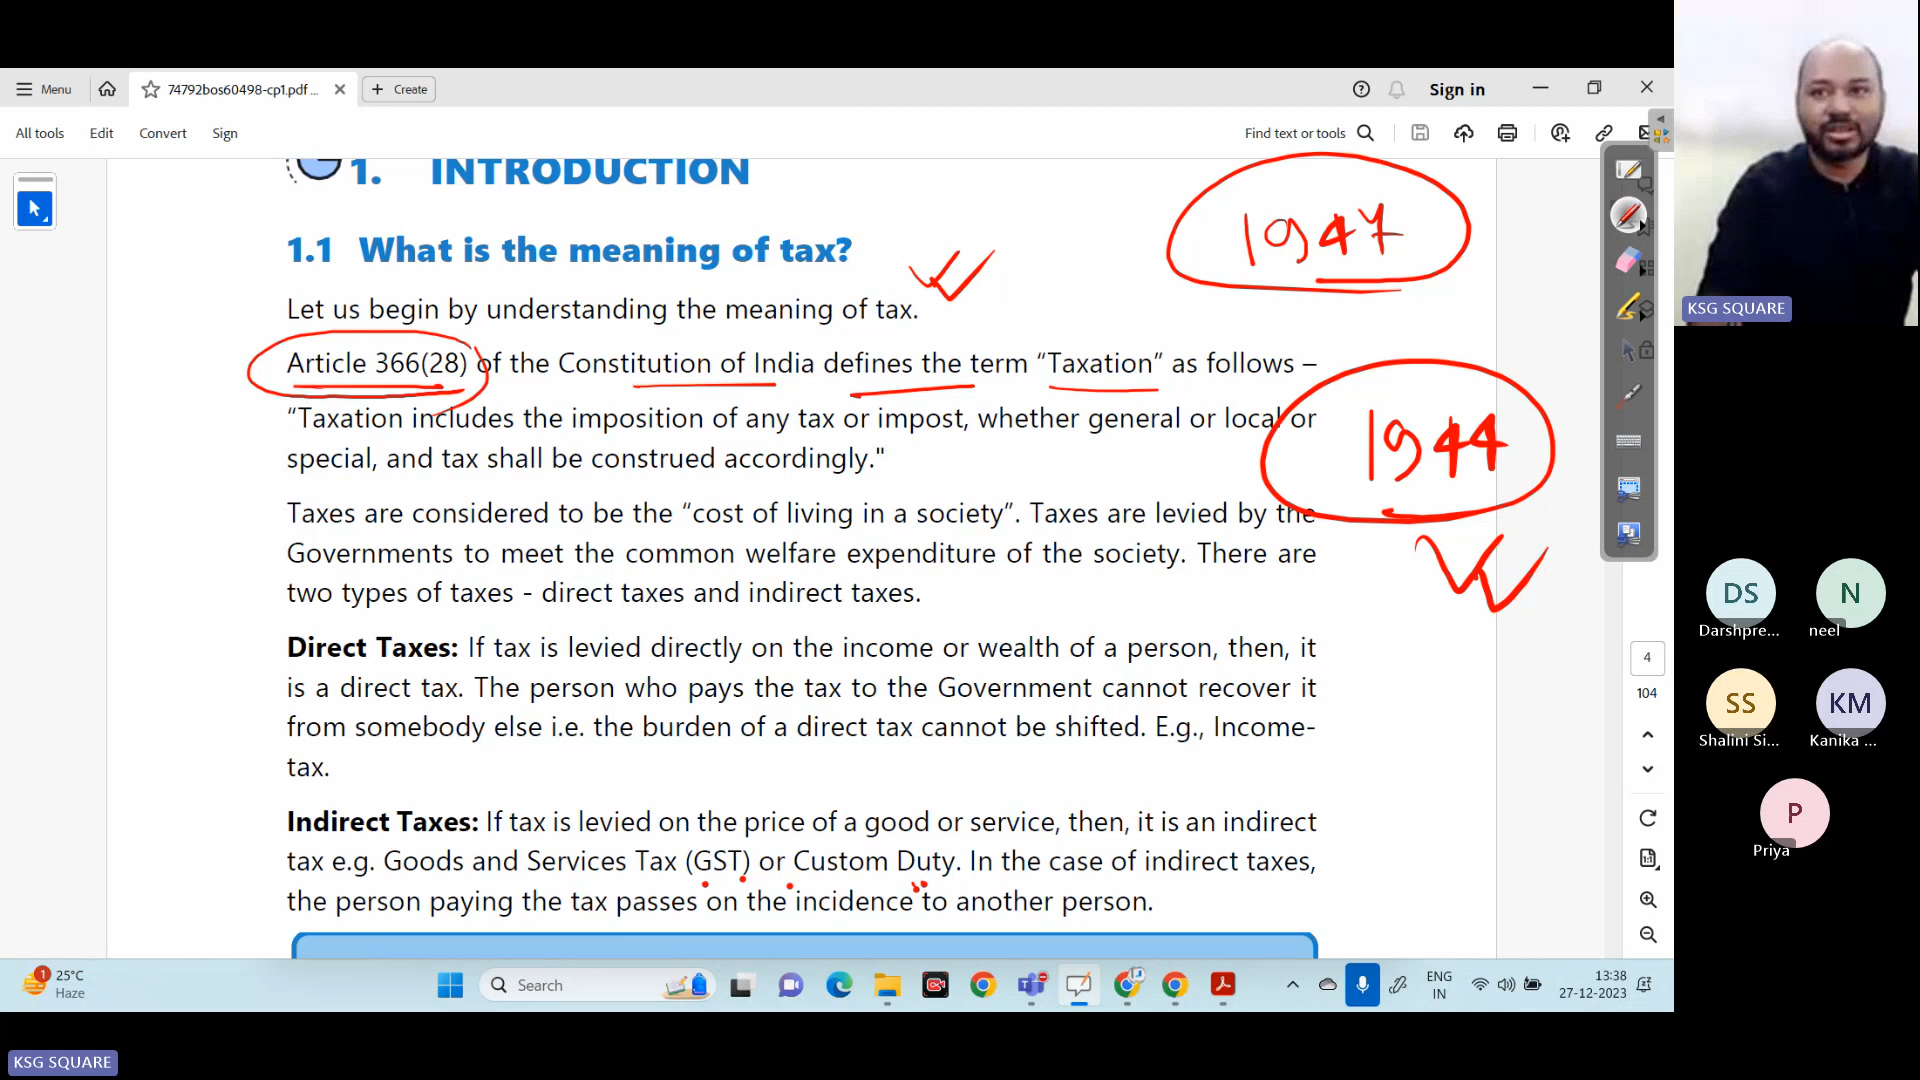 Menu
74792bos60498-cp1.pdf ...
Create
Sign in
All tools
Edit
Convert
Sign
Find text or tools
1. INTRODUCTION
1.1 What is the meaning of tax?
1947
Let us begin by understanding the meaning of tax.
Article 366(28) of the Constitution of India defines the term “Taxation” as follows –
“Taxation includes the imposition of any tax or impost, whether general or local or
special, and tax shall be construed accordingly."
1944
Taxes are considered to be the “cost of living in a society”. Taxes are levied by the
Governments to meet the common welfare expenditure of the society. There are
two types of taxes - direct taxes and indirect taxes.
Direct Taxes: If tax is levied directly on the income or wealth of a person, then, it
is a direct tax. The person who pays the tax to the Government cannot recover it
from somebody else i.e. the burden of a direct tax cannot be shifted. E.g., Income-
tax.
Indirect Taxes: If tax is levied on the price of a good or service, then, it is an indirect
tax e.g. Goods and Services Tax (GST) or Custom Duty. In the case of indirect taxes,
the person paying the tax passes on the incidence to another person.
4
104
1:1
KSG SQUARE
DS
Darshpre...
N
neel
SS
Shalini Si...
KM
Kanika ...
P
Priya
1
25°C
Haze
Search
ENG
IN
13:38
27-12-2023
KSG SQUARE